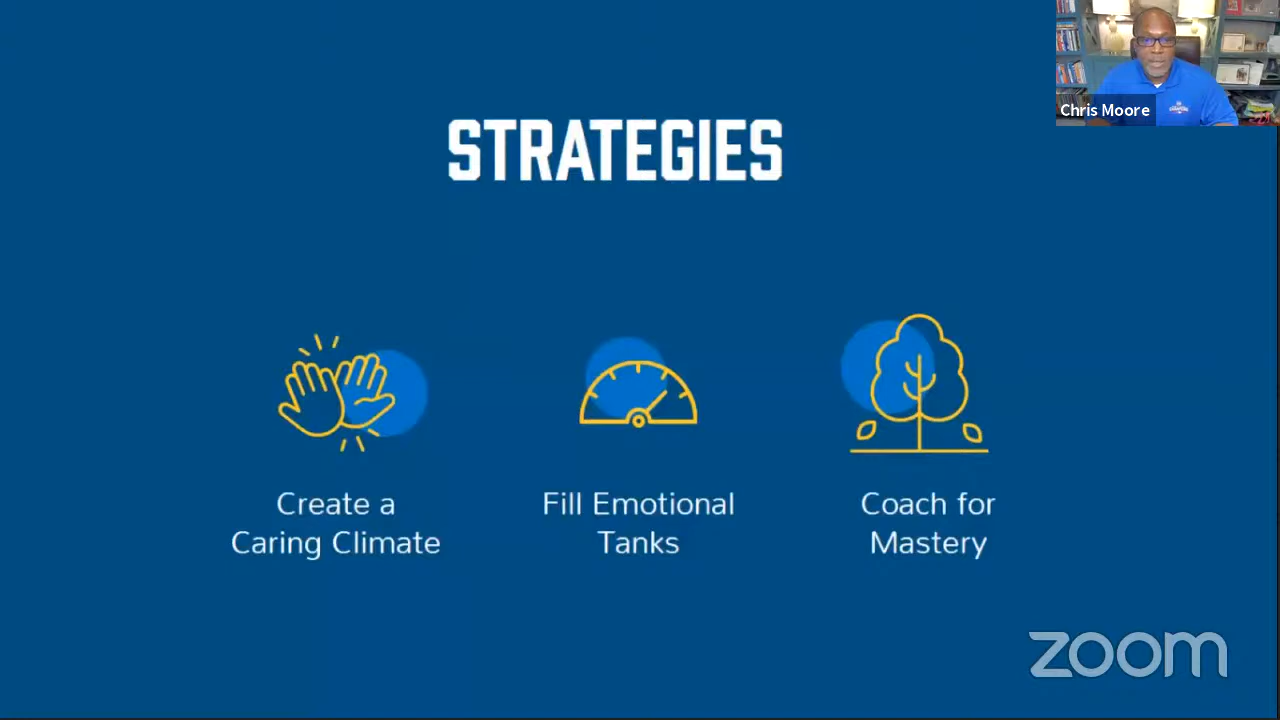 Chris Moore
STRATEGIES
Create a
Caring Climate
Fill Emotional
Tanks
Coach for
Mastery
zoom